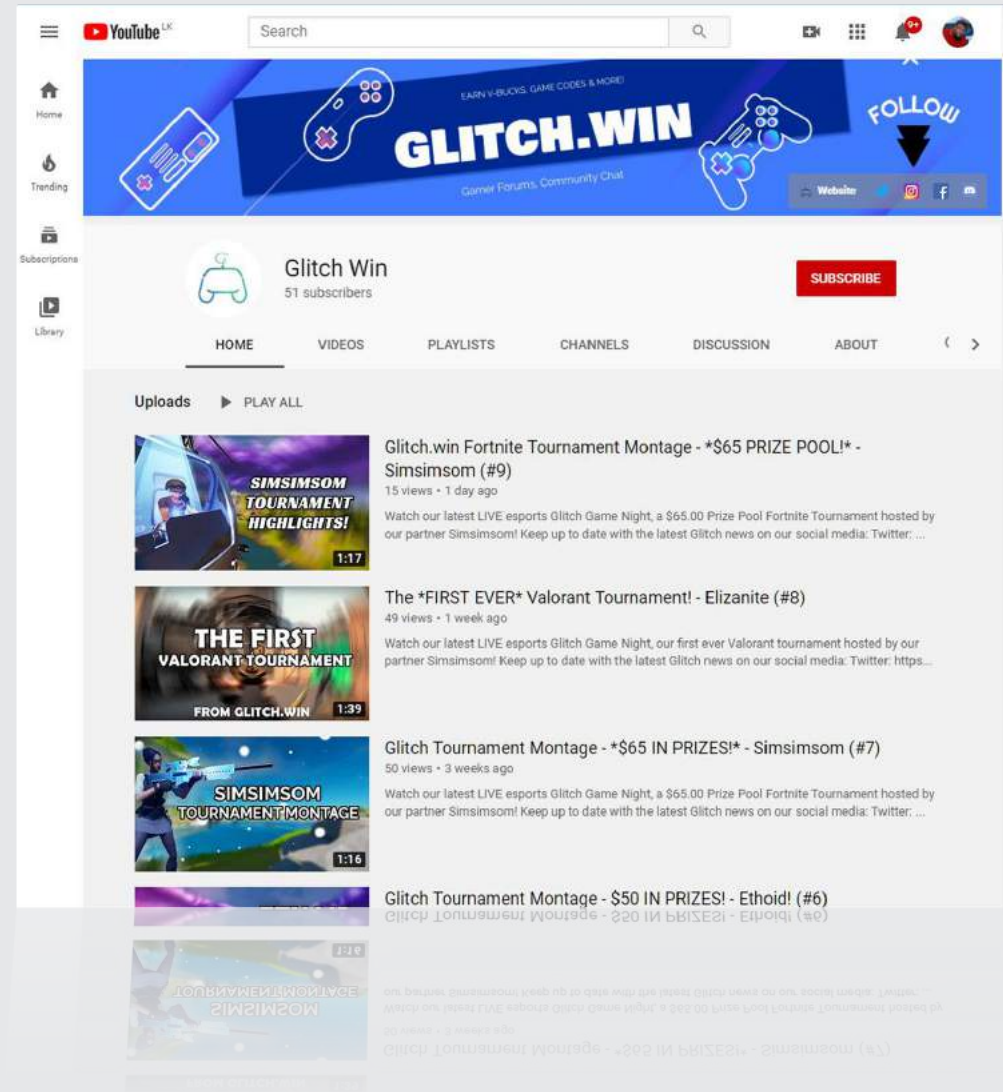 YouTube LK
Search
9+
Home
Trending
Subscriptions
Library
EARN V-BUCKS, GAME CODES & MORE!
GLITCH.WIN
Gamer Forums, Community Chat
FOLLOW
Website
Glitch Win
51 subscribers
SUBSCRIBE
HOME VIDEOS PLAYLISTS CHANNELS DISCUSSION ABOUT
Uploads PLAY ALL
SIMSIMSOM
TOURNAMENT
HIGHLIGHTS!
1:17
Glitch.win Fortnite Tournament Montage - *$65 PRIZE POOL!* -
Simsimsom (#9)
15 views • 1 day ago
Watch our latest LIVE esports Glitch Game Night, a $65.00 Prize Pool Fortnite Tournament hosted by
our partner Simsimsom! Keep up to date with the latest Glitch news on our social media: Twitter: ...
THE FIRST
VALORANT TOURNAMENT
FROM GLITCH.WIN
1:39
The *FIRST EVER* Valorant Tournament! - Elizanite (#8)
49 views • 1 week ago
Watch our latest LIVE esports Glitch Game Night, our first ever Valorant tournament hosted by our
partner Simsimsom! Keep up to date with the latest Glitch news on our social media: Twitter: https...
SIMSIMSOM
TOURNAMENT MONTAGE
1:16
Glitch Tournament Montage - *$65 IN PRIZES!* - Simsimsom (#7)
50 views • 3 weeks ago
Watch our latest LIVE esports Glitch Game Night, a $65.00 Prize Pool Fortnite Tournament hosted by
our partner Simsimsom! Keep up to date with the latest Glitch news on our social media: Twitter: ...
Glitch Tournament Montage - $50 IN PRIZES! - Ethoid! (#6)